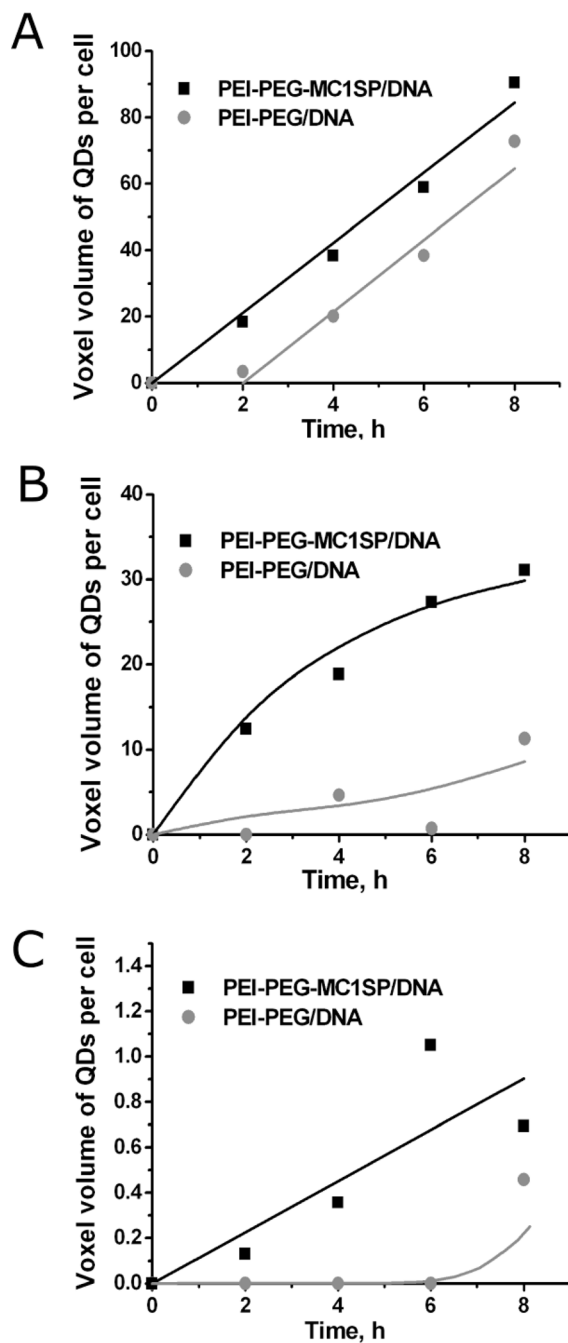 A
Voxel volume of QDs per cell
100
80
60
40
20
0
PEI-PEG-MC1SP/DNA
PEI-PEG/DNA
0 2 4 6 8
Time, h
B
Voxel volume of QDs per cell
40
30
20
10
0
PEI-PEG-MC1SP/DNA
PEI-PEG/DNA
0 2 4 6 8
Time, h
C
Voxel volume of QDs per cell
1.4
1.2
1.0
0.8
0.6
0.4
0.2
0.0
PEI-PEG-MC1SP/DNA
PEI-PEG/DNA
0 2 4 6 8
Time, h